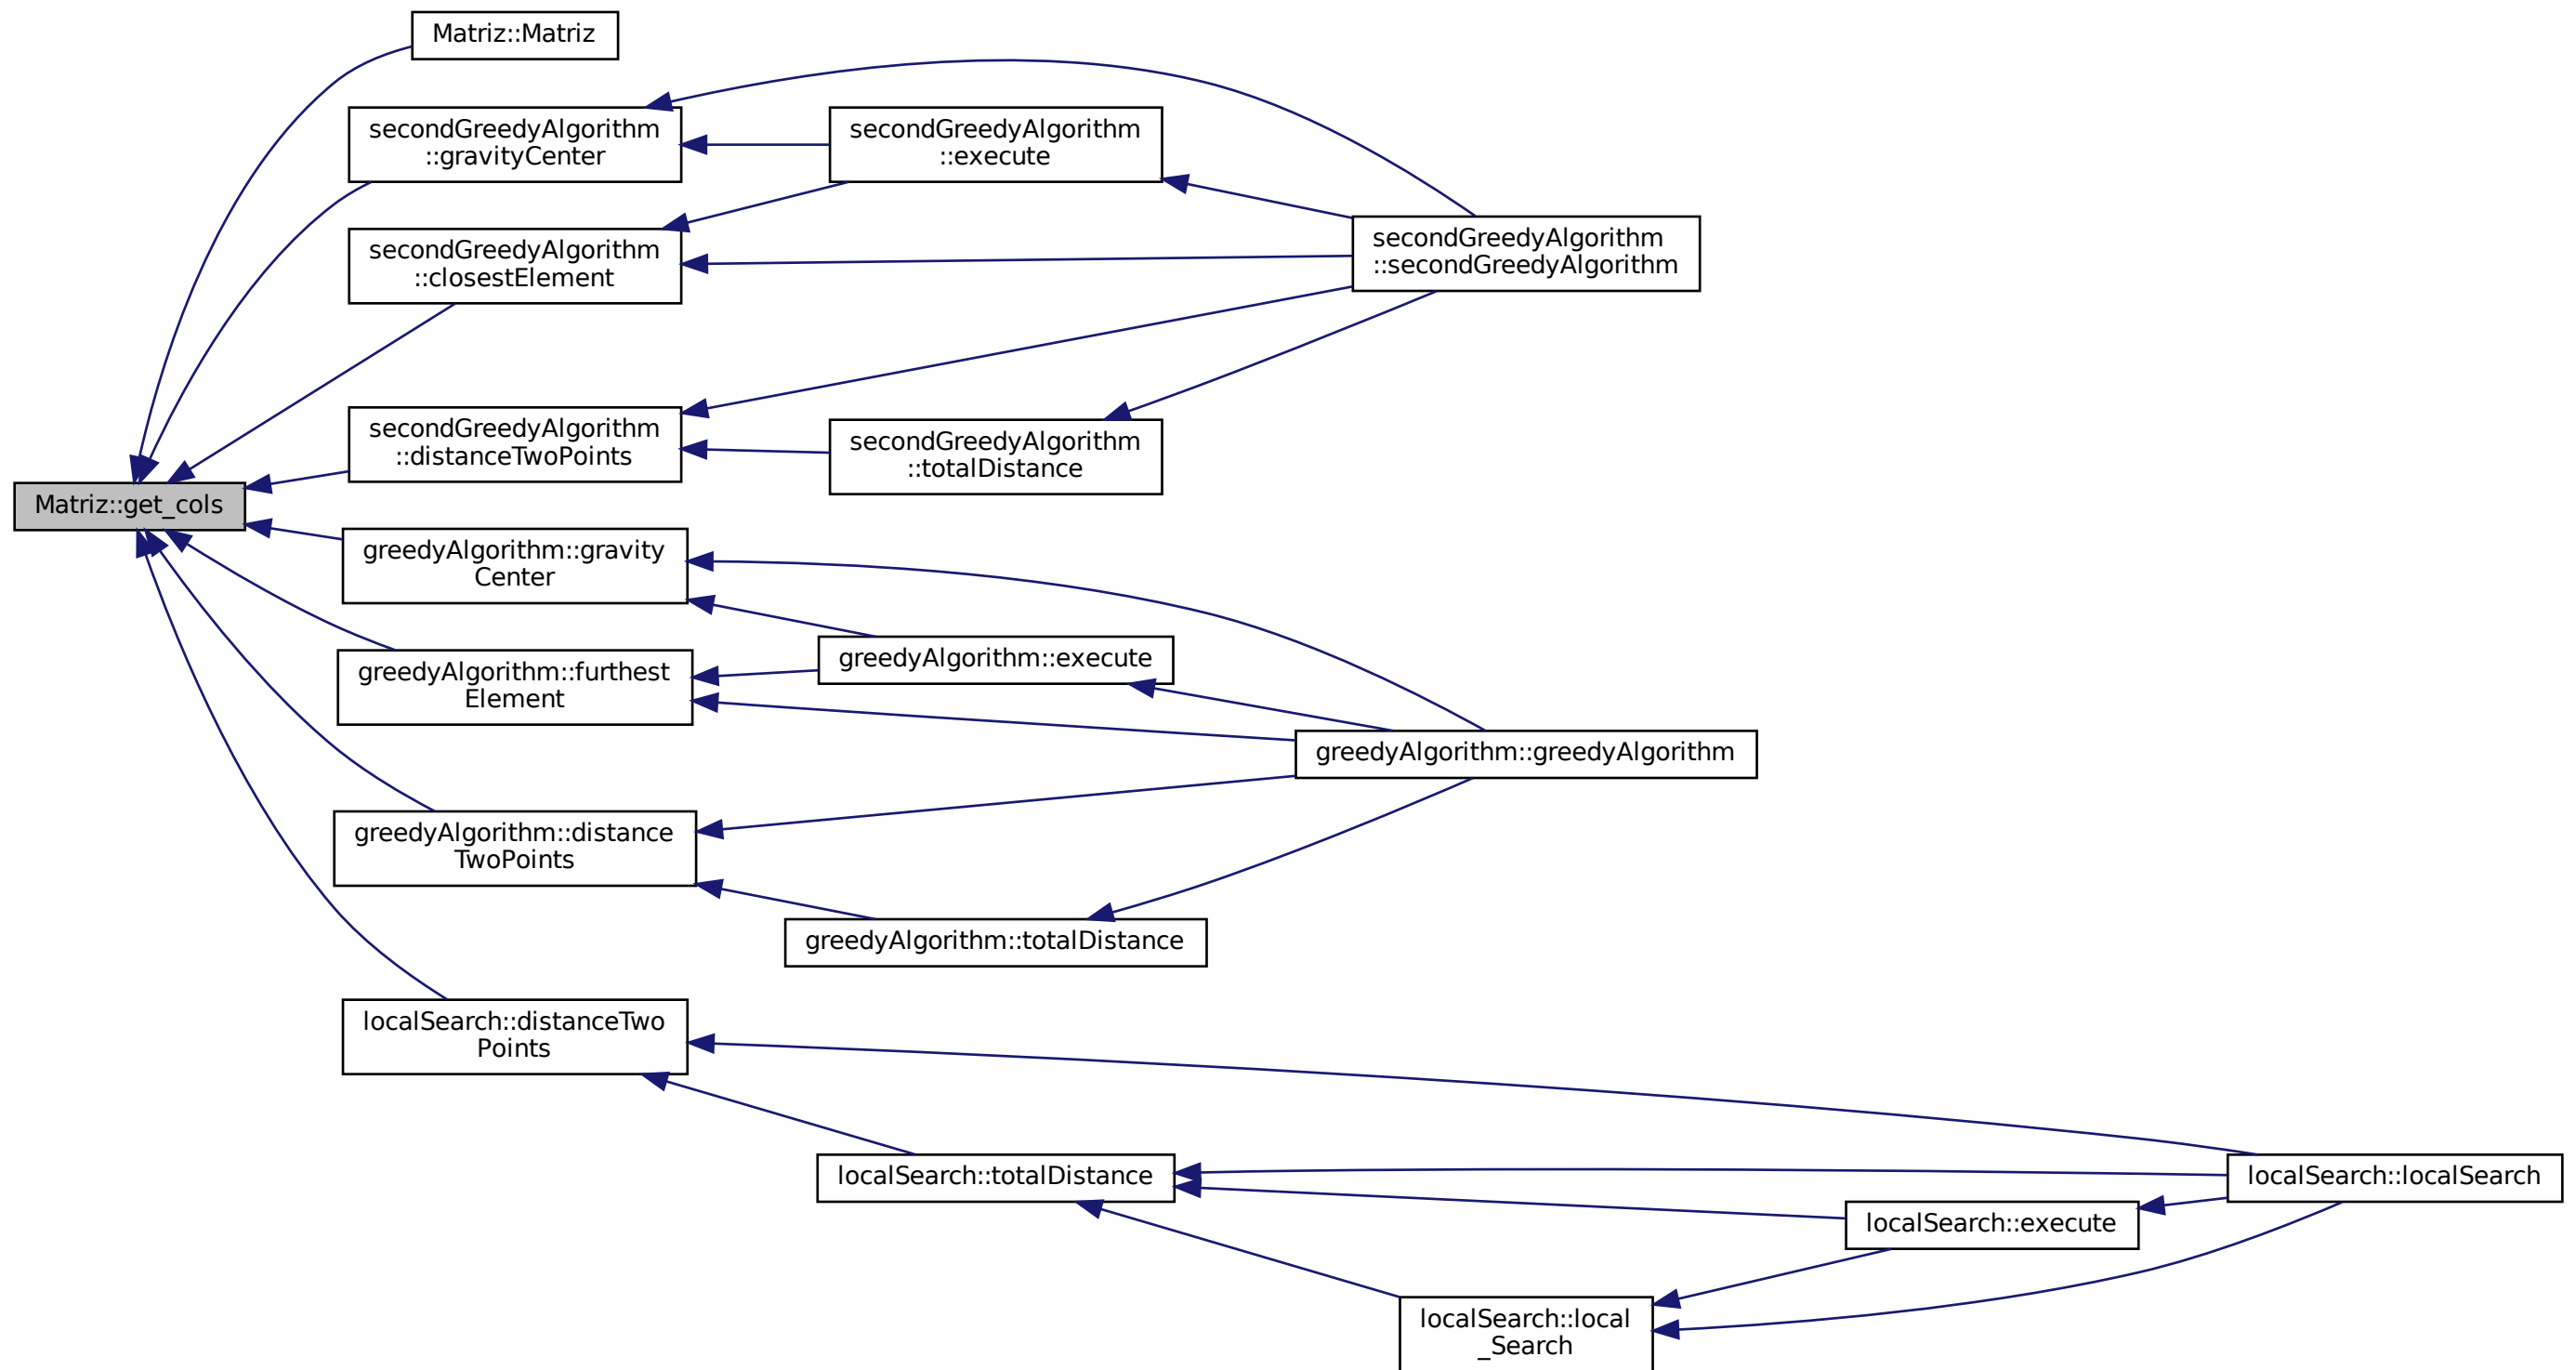 Matriz::Matriz
secondGreedyAlgorithm
::gravityCenter
secondGreedyAlgorithm
::execute
secondGreedyAlgorithm
::closestElement
secondGreedyAlgorithm
::secondGreedyAlgorithm
secondGreedyAlgorithm
::distanceTwoPoints
secondGreedyAlgorithm
::totalDistance
Matriz::get_cols
greedyAlgorithm::gravity
Center
greedyAlgorithm::execute
greedyAlgorithm::furthest
Element
greedyAlgorithm::greedyAlgorithm
greedyAlgorithm::distance
TwoPoints
greedyAlgorithm::totalDistance
localSearch::distanceTwo
Points
localSearch::totalDistance
localSearch::localSearch
localSearch::execute
localSearch::local
_Search